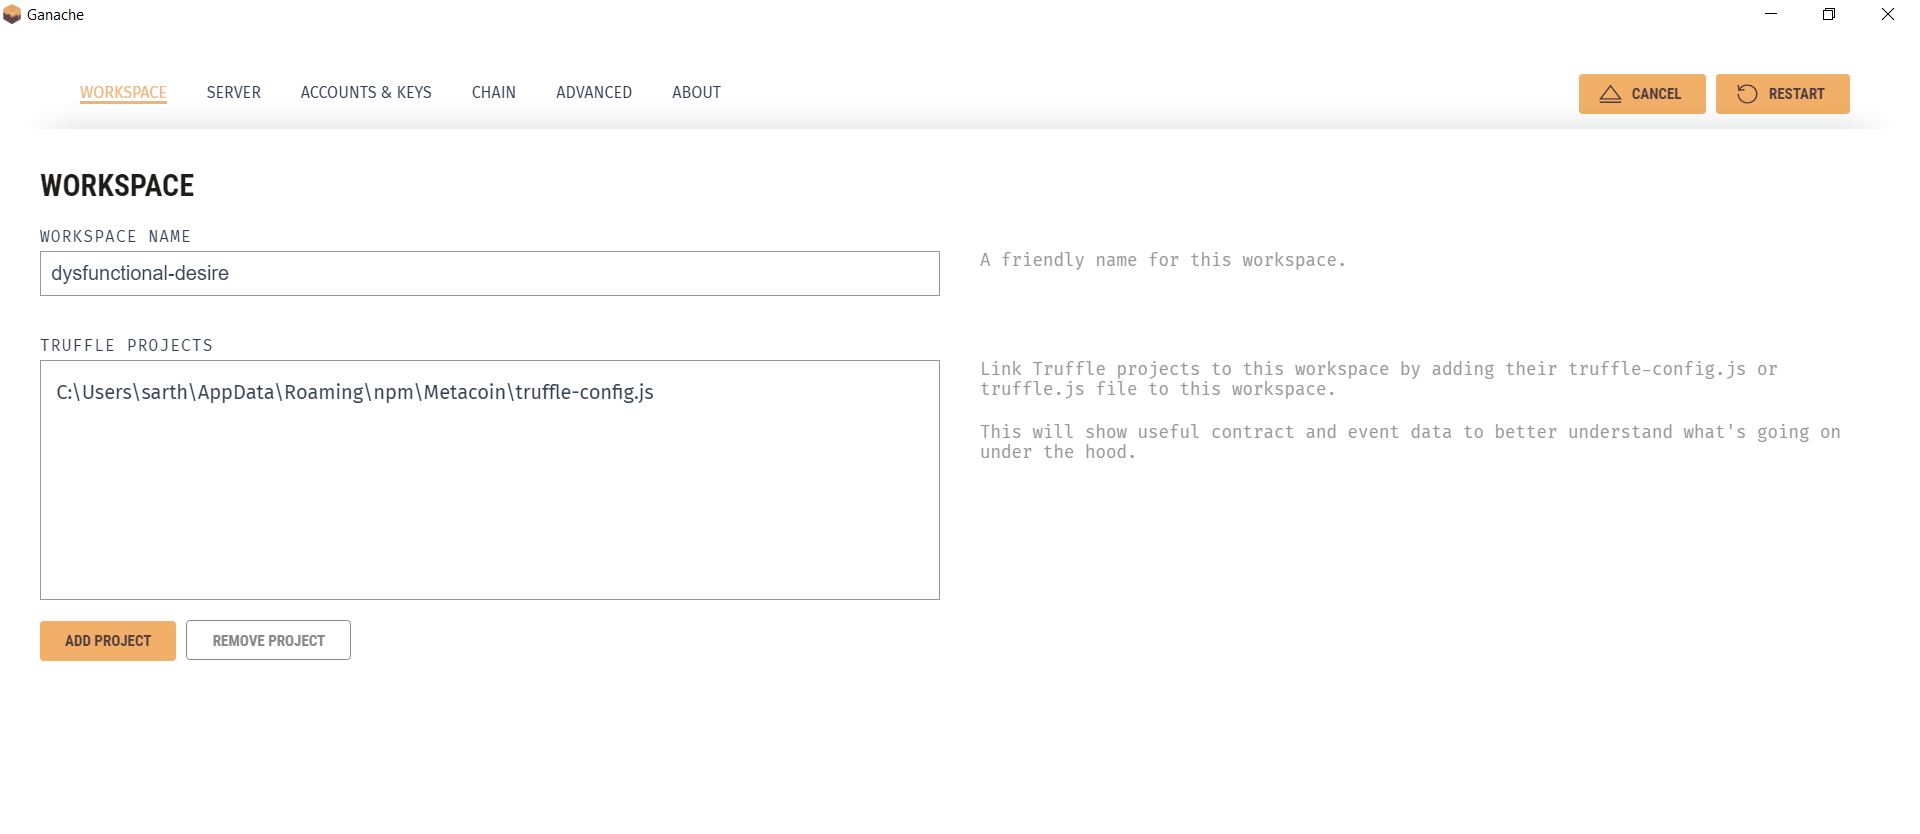 Ganache
WORKSPACE SERVER ACCOUNTS & KEYS CHAIN ADVANCED ABOUT CANCEL RESTART
WORKSPACE
WORKSPACE NAME
dysfunctional-desire
A friendly name for this workspace.
TRUFFLE PROJECTS
C:\Users\sarth\AppData\Roaming\npm\Metacoin\truffle-config.js
Link Truffle projects to this workspace by adding their truffle-config.js or
truffle.js file to this workspace.
This will show useful contract and event data to better understand what's going on
under the hood.
ADD PROJECT REMOVE PROJECT